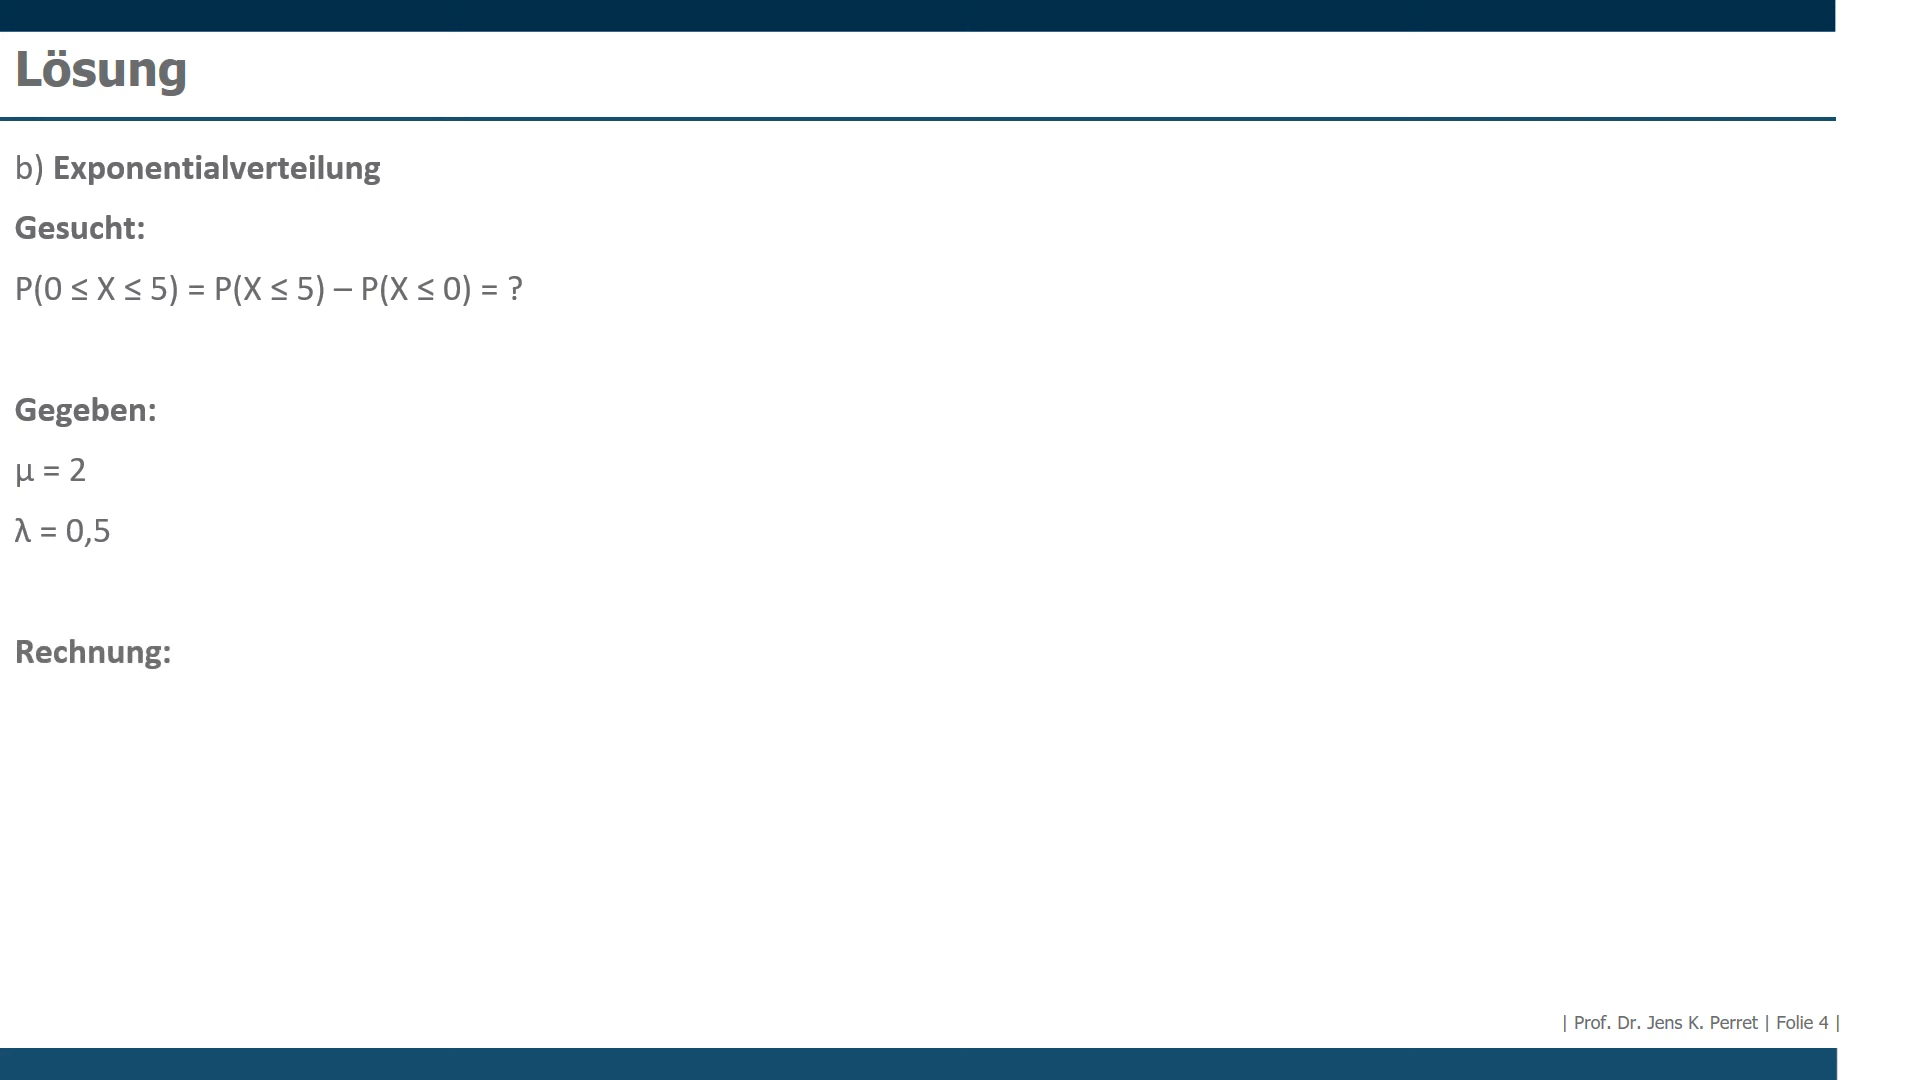 Lösung
b) Exponentialverteilung
Gesucht:
P(0 ≤ X ≤ 5) = P(X ≤ 5) – P(X ≤ 0) = ?
Gegeben:
µ = 2
λ = 0,5
Rechnung:
| Prof. Dr. Jens K. Perret | Folie 4 |